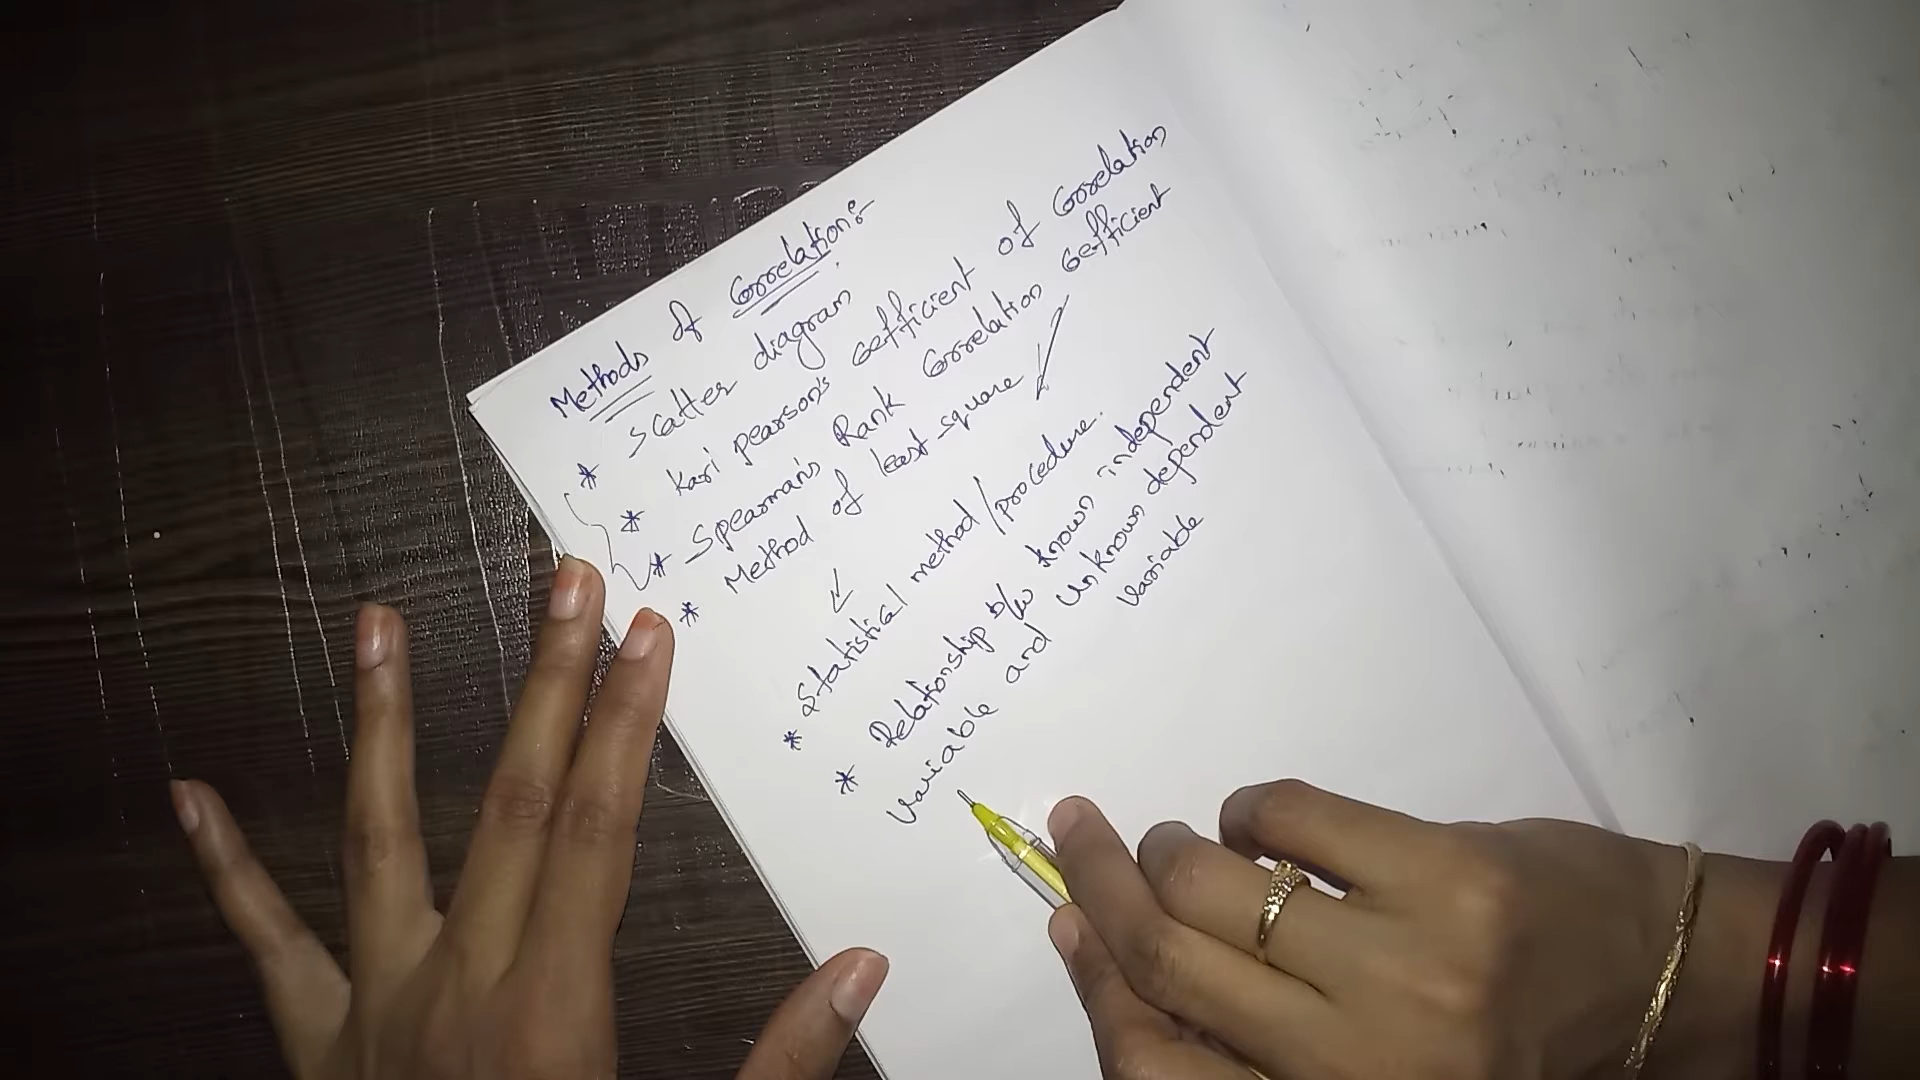 Methods of Correlation:-
* Scatter diagram
* Karl pearson's coefficient of Correlation
* Spearman's Rank Correlation coefficient
* Method of least-square
* Statistical method/procedure.
* Relationship b/w known independent
variable and unknown dependent
variable